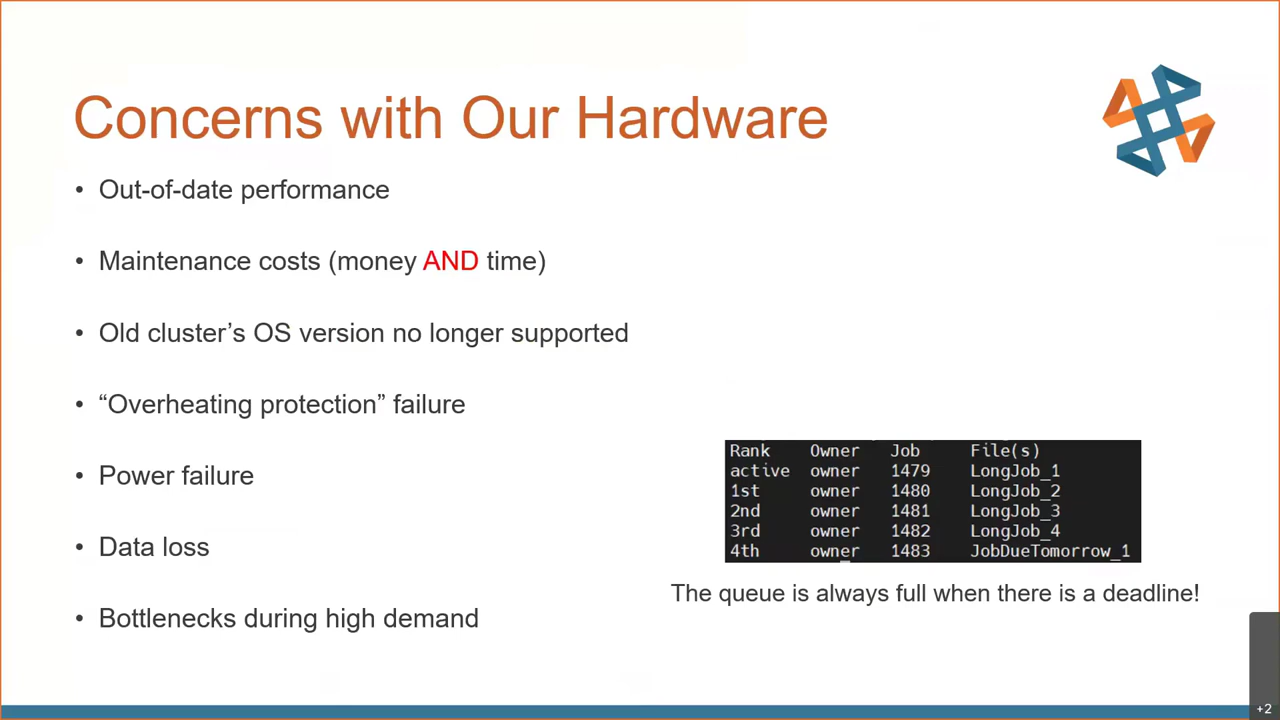 Concerns with Our Hardware
• Out-of-date performance
• Maintenance costs (money AND time)
• Old cluster’s OS version no longer supported
• “Overheating protection” failure
• Power failure
• Data loss
• Bottlenecks during high demand
Rank Owner Job File(s)
active owner 1479 LongJob_1
1st owner 1480 LongJob_2
2nd owner 1481 LongJob_3
3rd owner 1482 LongJob_4
4th owner 1483 JobDueTomorrow_1
The queue is always full when there is a deadline!
+2